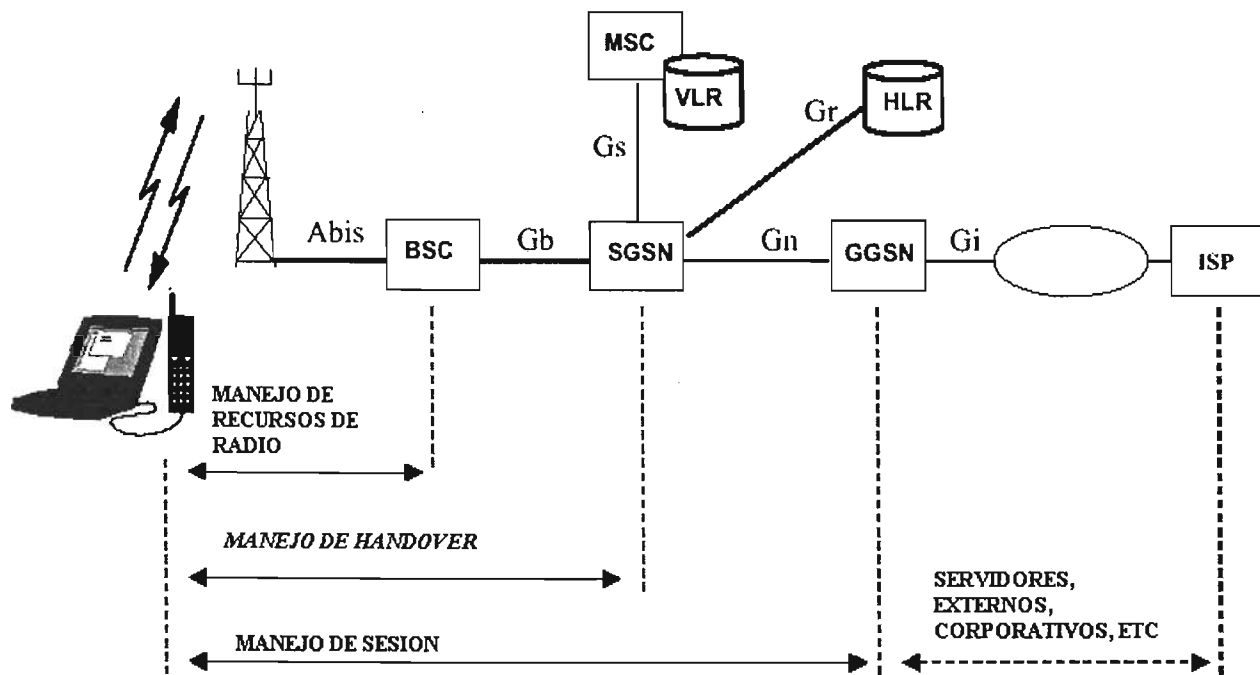 MSC
VLR
HLR
Gr
Gs
Abis
BSC
Gb
SGSN
Gn
GGSN
Gi
ISP
MANEJO DE
RECURSOS DE
RADIO
MANEJO DE HANDOVER
SERVIDORES,
EXTERNOS,
CORPORATIVOS, ETC
MANEJO DE SESION